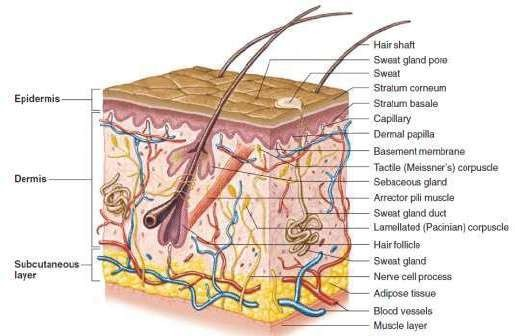 Hair shaft
Sweat gland pore
Sweat
Stratum corneum
Stratum basale
Capillary
Dermal papilla
Basement membrane
Tactile (Meissner's) corpuscle
Sebaceous gland
Arrector pili muscle
Sweat gland duct
Lamellated (Pacinian) corpuscle
Hair follicle
Sweat gland
Nerve cell process
Adipose tissue
Blood vessels
Muscle layer
Epidermis
Dermis
Subcutaneous
layer